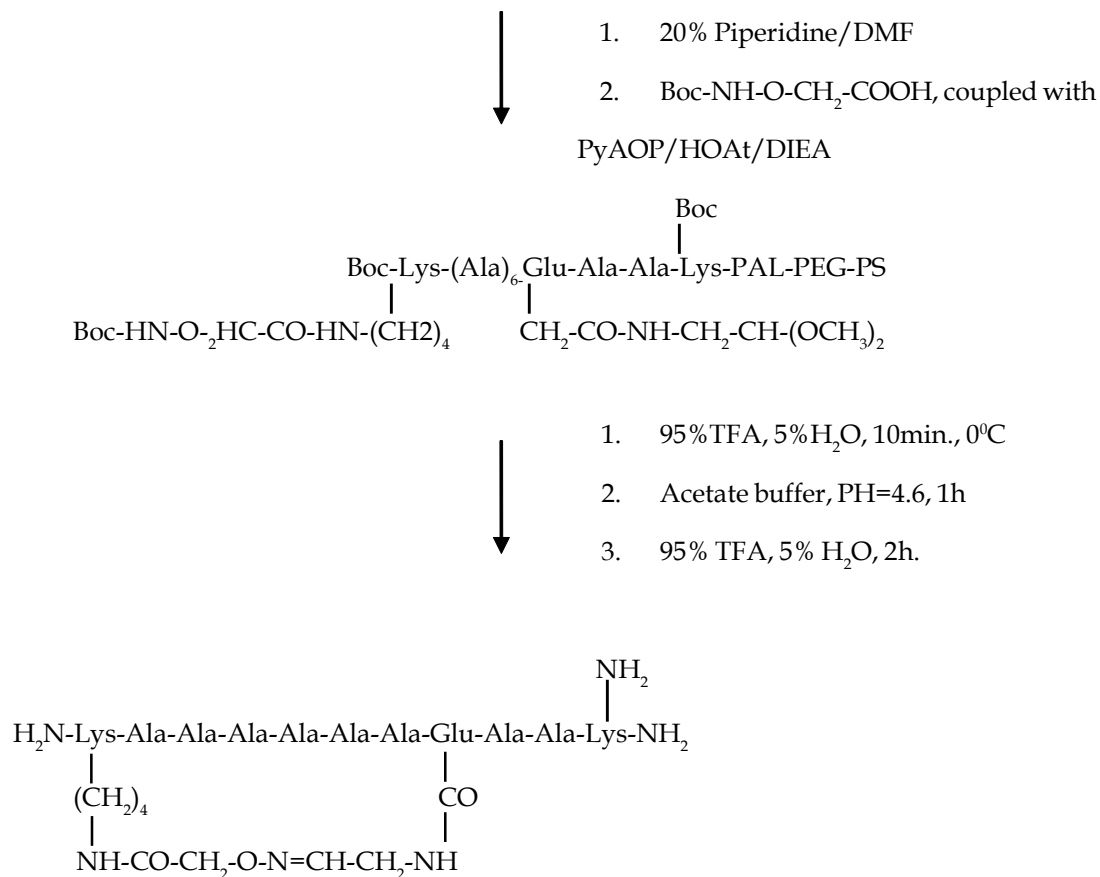 1. 20% Piperidine/DMF
2. Boc-NH-O-CH₂-COOH, coupled with
PyAOP/HOAt/DIEA
Boc
Boc-Lys-(Ala)₆-Glu-Ala-Ala-Lys-PAL-PEG-PS
Boc-HN-O-₂HC-CO-HN-(CH2)₄ CH₂-CO-NH-CH₂-CH-(OCH₃)₂
1. 95%TFA, 5%H₂O, 10min., 0⁰C
2. Acetate buffer, PH=4.6, 1h
3. 95% TFA, 5% H₂O, 2h.
NH₂
H₂N-Lys-Ala-Ala-Ala-Ala-Ala-Ala-Glu-Ala-Ala-Lys-NH₂
(CH₂)₄ CO
NH-CO-CH₂-O-N=CH-CH₂-NH